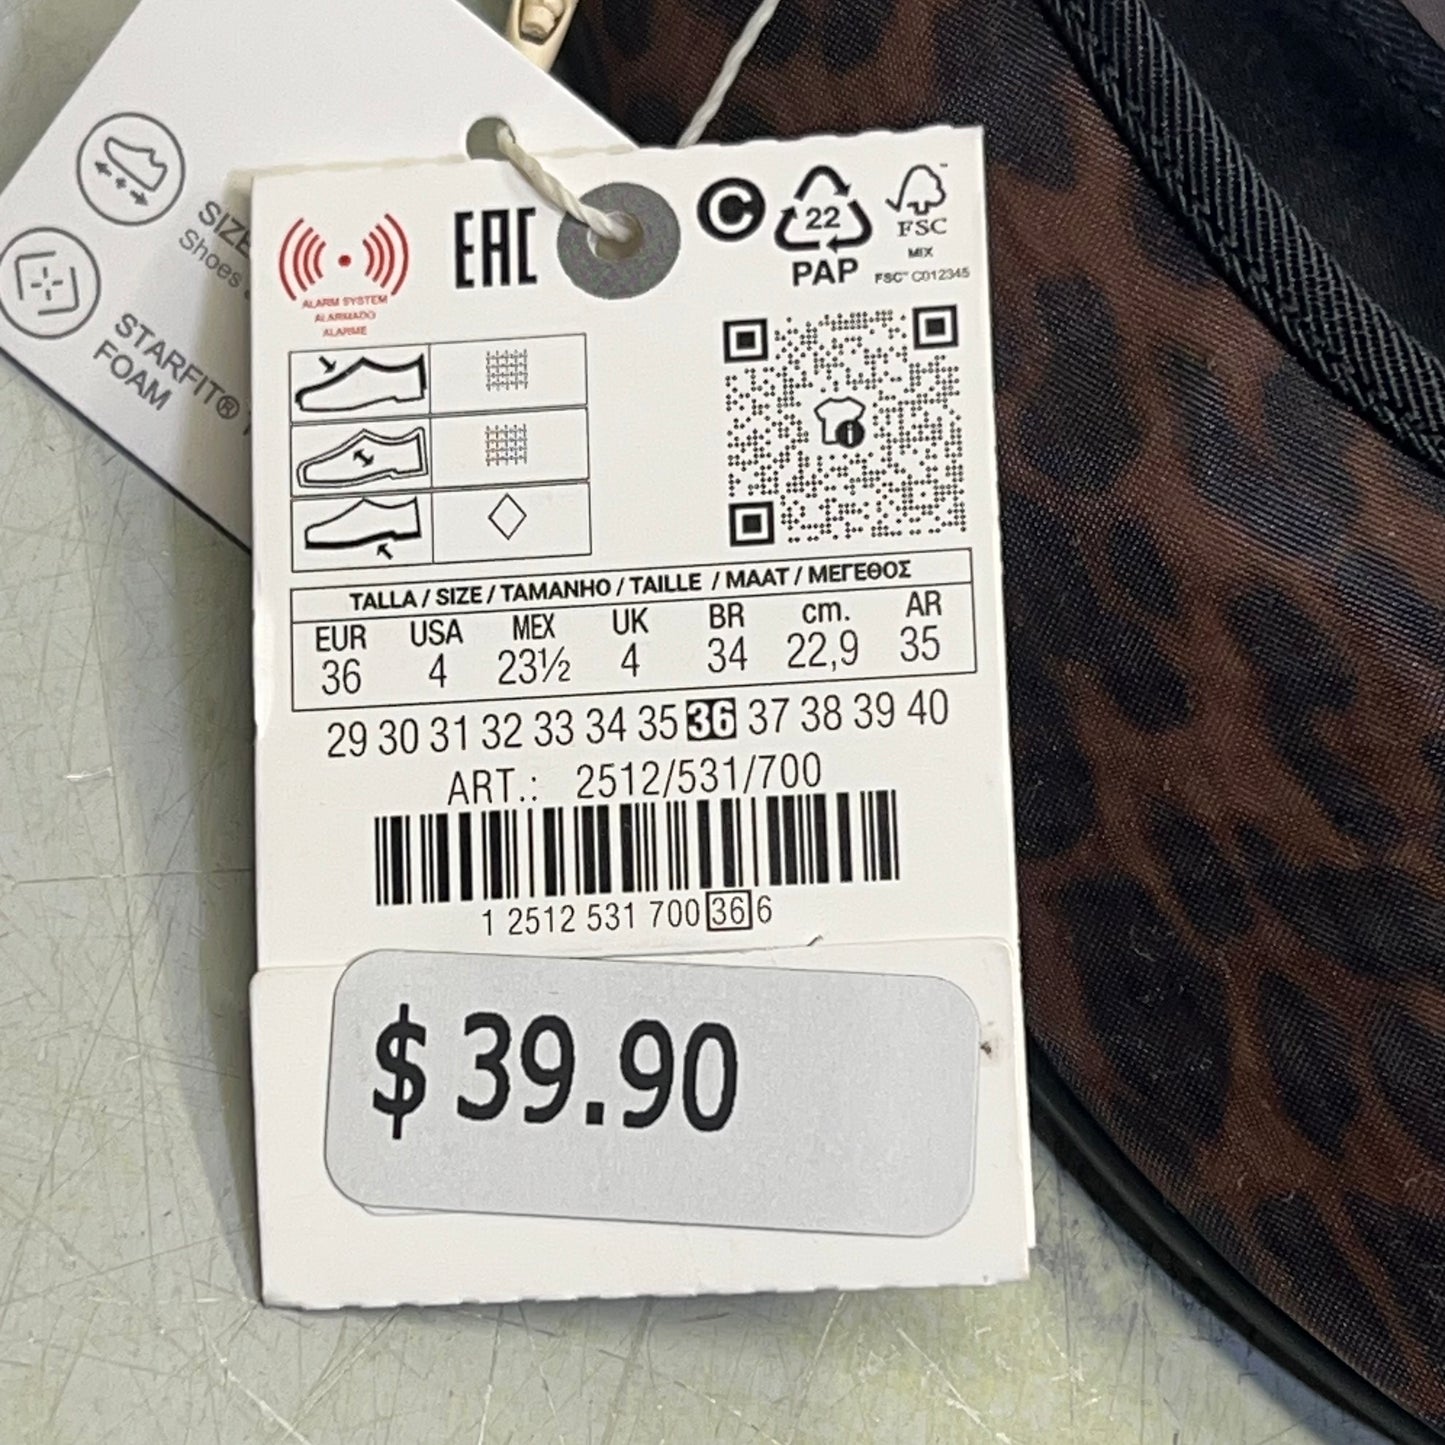 SIZE
Shoes
STARFIT®
FOAM
ALARM SYSTEM
ALARMADO
ALARME
EAC
©
22
PAP
FSC
MIX
FSC™ C012345
TALLA / SIZE / TAMANHO / TAILLE / MAAT / ΜΕΓΕΘΟΣ
EUR USA MEX UK BR cm. AR
36 4 23½ 4 34 22,9 35
29 30 31 32 33 34 35 36 37 38 39 40
ART.: 2512/531/700
1 2512 531 700 36 6
$ 39.90